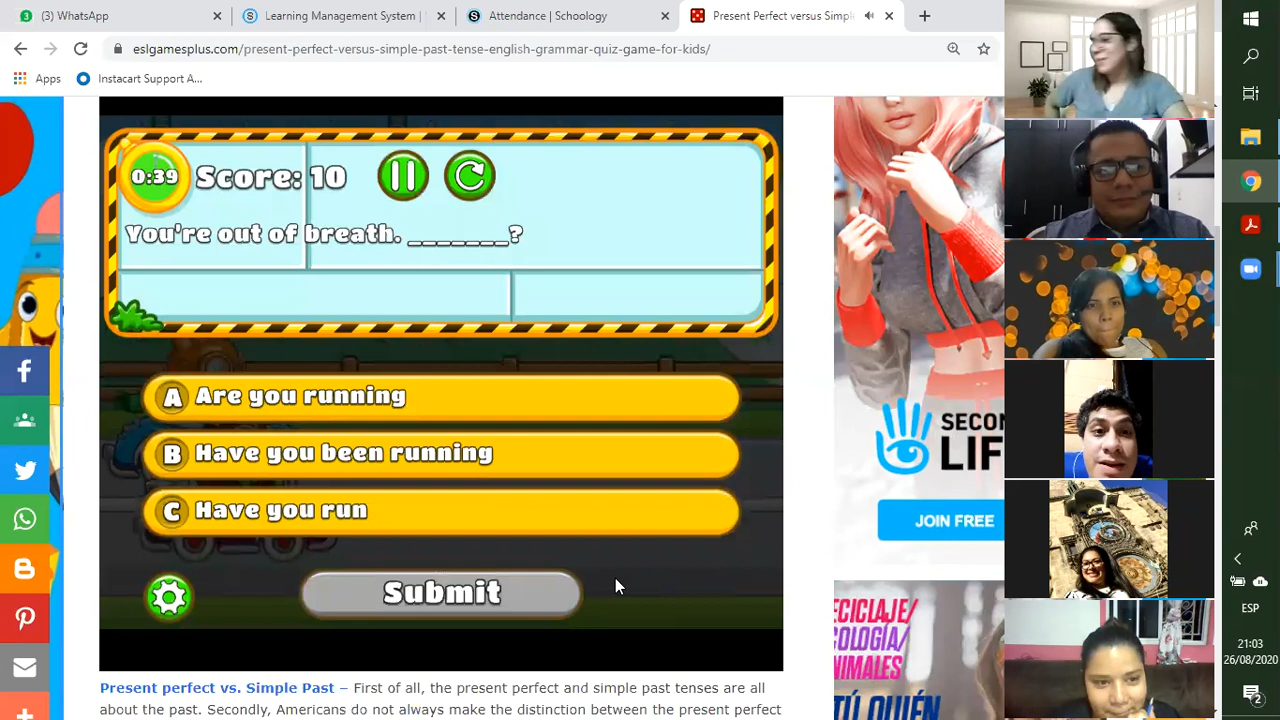 (3) WhatsApp
Learning Management System |
Attendance | Schoology
Present Perfect versus Simple
eslgamesplus.com/present-perfect-versus-simple-past-tense-english-grammar-quiz-game-for-kids/
Apps
Instacart Support A...
0:39
Score: 10
You're out of breath. _______?
A Are you running
B Have you been running
C Have you run
Submit
SECON
LIF
JOIN FREE
ECICLAJE/
COLOGÍA/
NIMALES
TÚ QUIÉN
ESP
21:03
26/08/2020
2
Present perfect vs. Simple Past – First of all, the present perfect and simple past tenses are all
about the past. Secondly, Americans do not always make the distinction between the present perfect